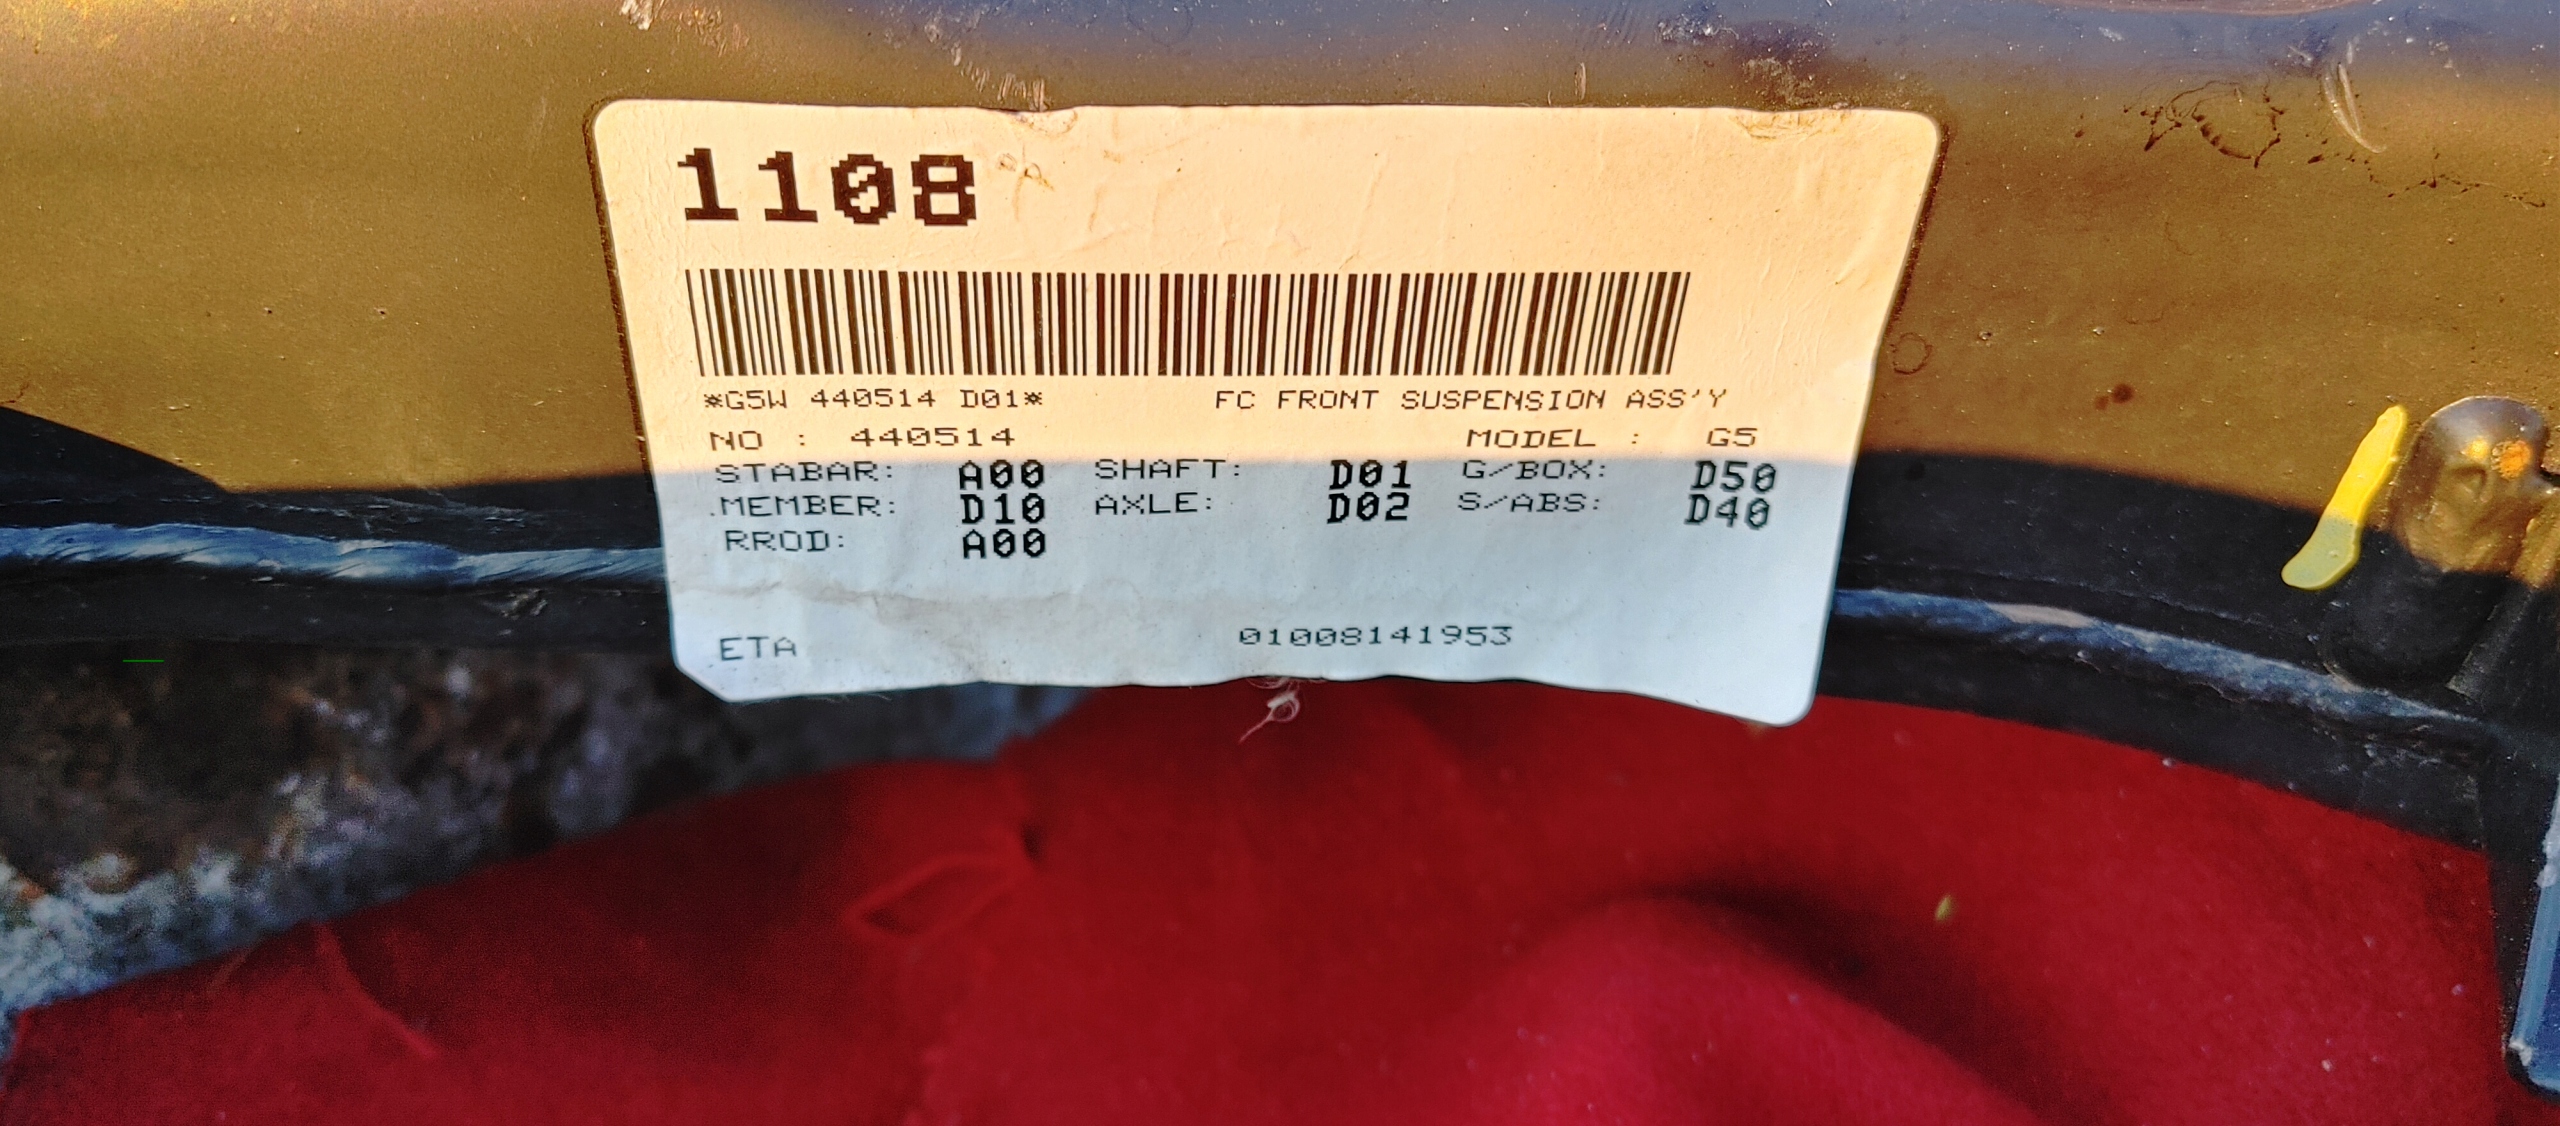 1108
*G5W 440514 D01* FC FRONT SUSPENSION ASS'Y
NO : 440514 MODEL : G5
STABAR: A00 SHAFT: D01 G/BOX: D50
.MEMBER: D10 AXLE: D02 S/ABS: D40
RROD: A00
ETA 01008141953